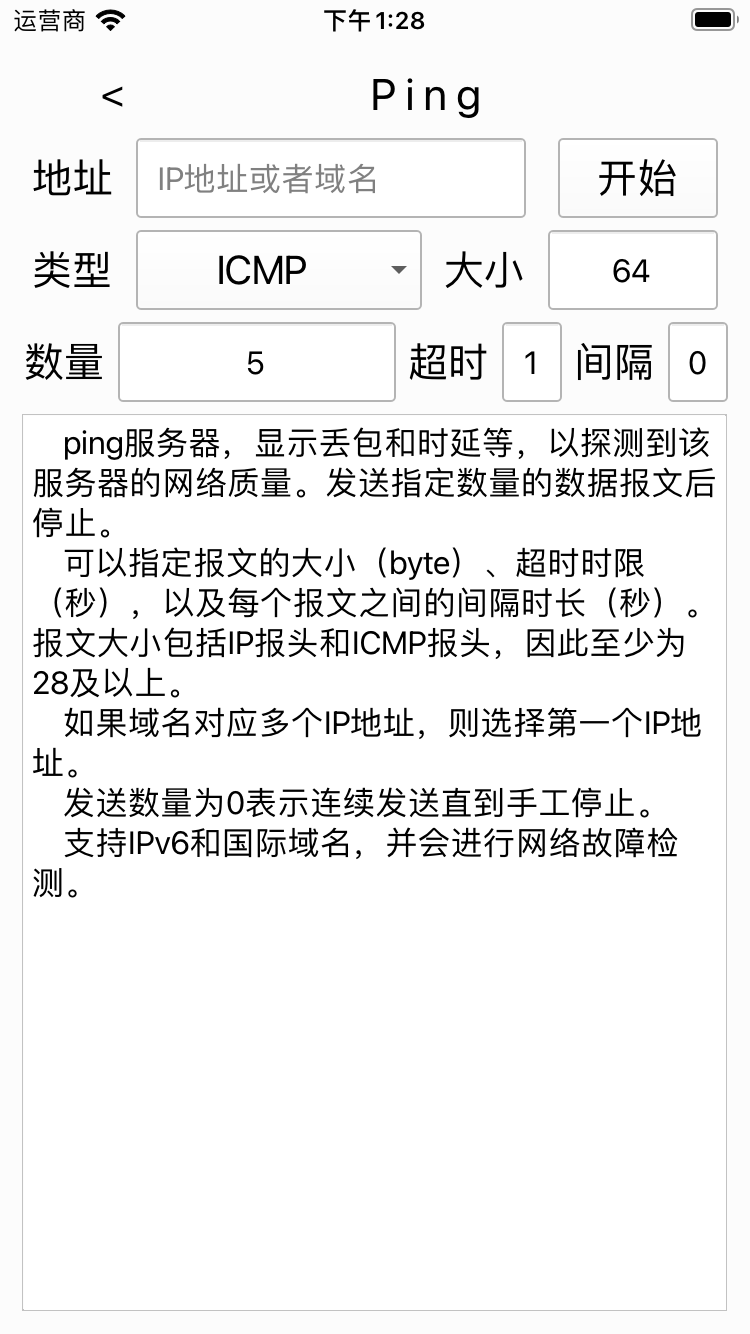 运营商 下午1:28
< Ping
地址 IP地址或者域名 开始
类型 ICMP 大小 64
数量 5 超时 1 间隔 0
ping服务器，显示丢包和时延等，以探测到该
服务器的网络质量。发送指定数量的数据报文后
停止。
可以指定报文的大小（byte）、超时时限
（秒），以及每个报文之间的间隔时长（秒）。
报文大小包括IP报头和ICMP报头，因此至少为
28及以上。
如果域名对应多个IP地址，则选择第一个IP地
址。
发送数量为0表示连续发送直到手工停止。
支持IPv6和国际域名，并会进行网络故障检
测。